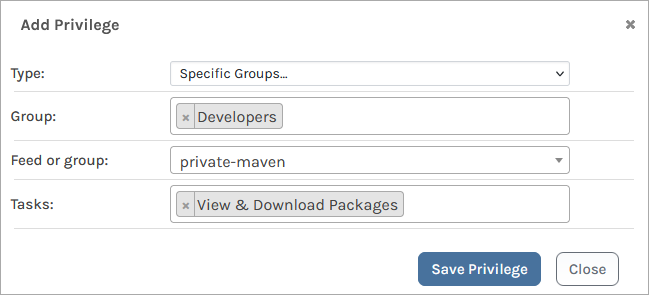 Add Privilege ×
Type: Specific Groups...
Group: × Developers
Feed or group: private-maven
Tasks: × View & Download Packages
Save Privilege Close